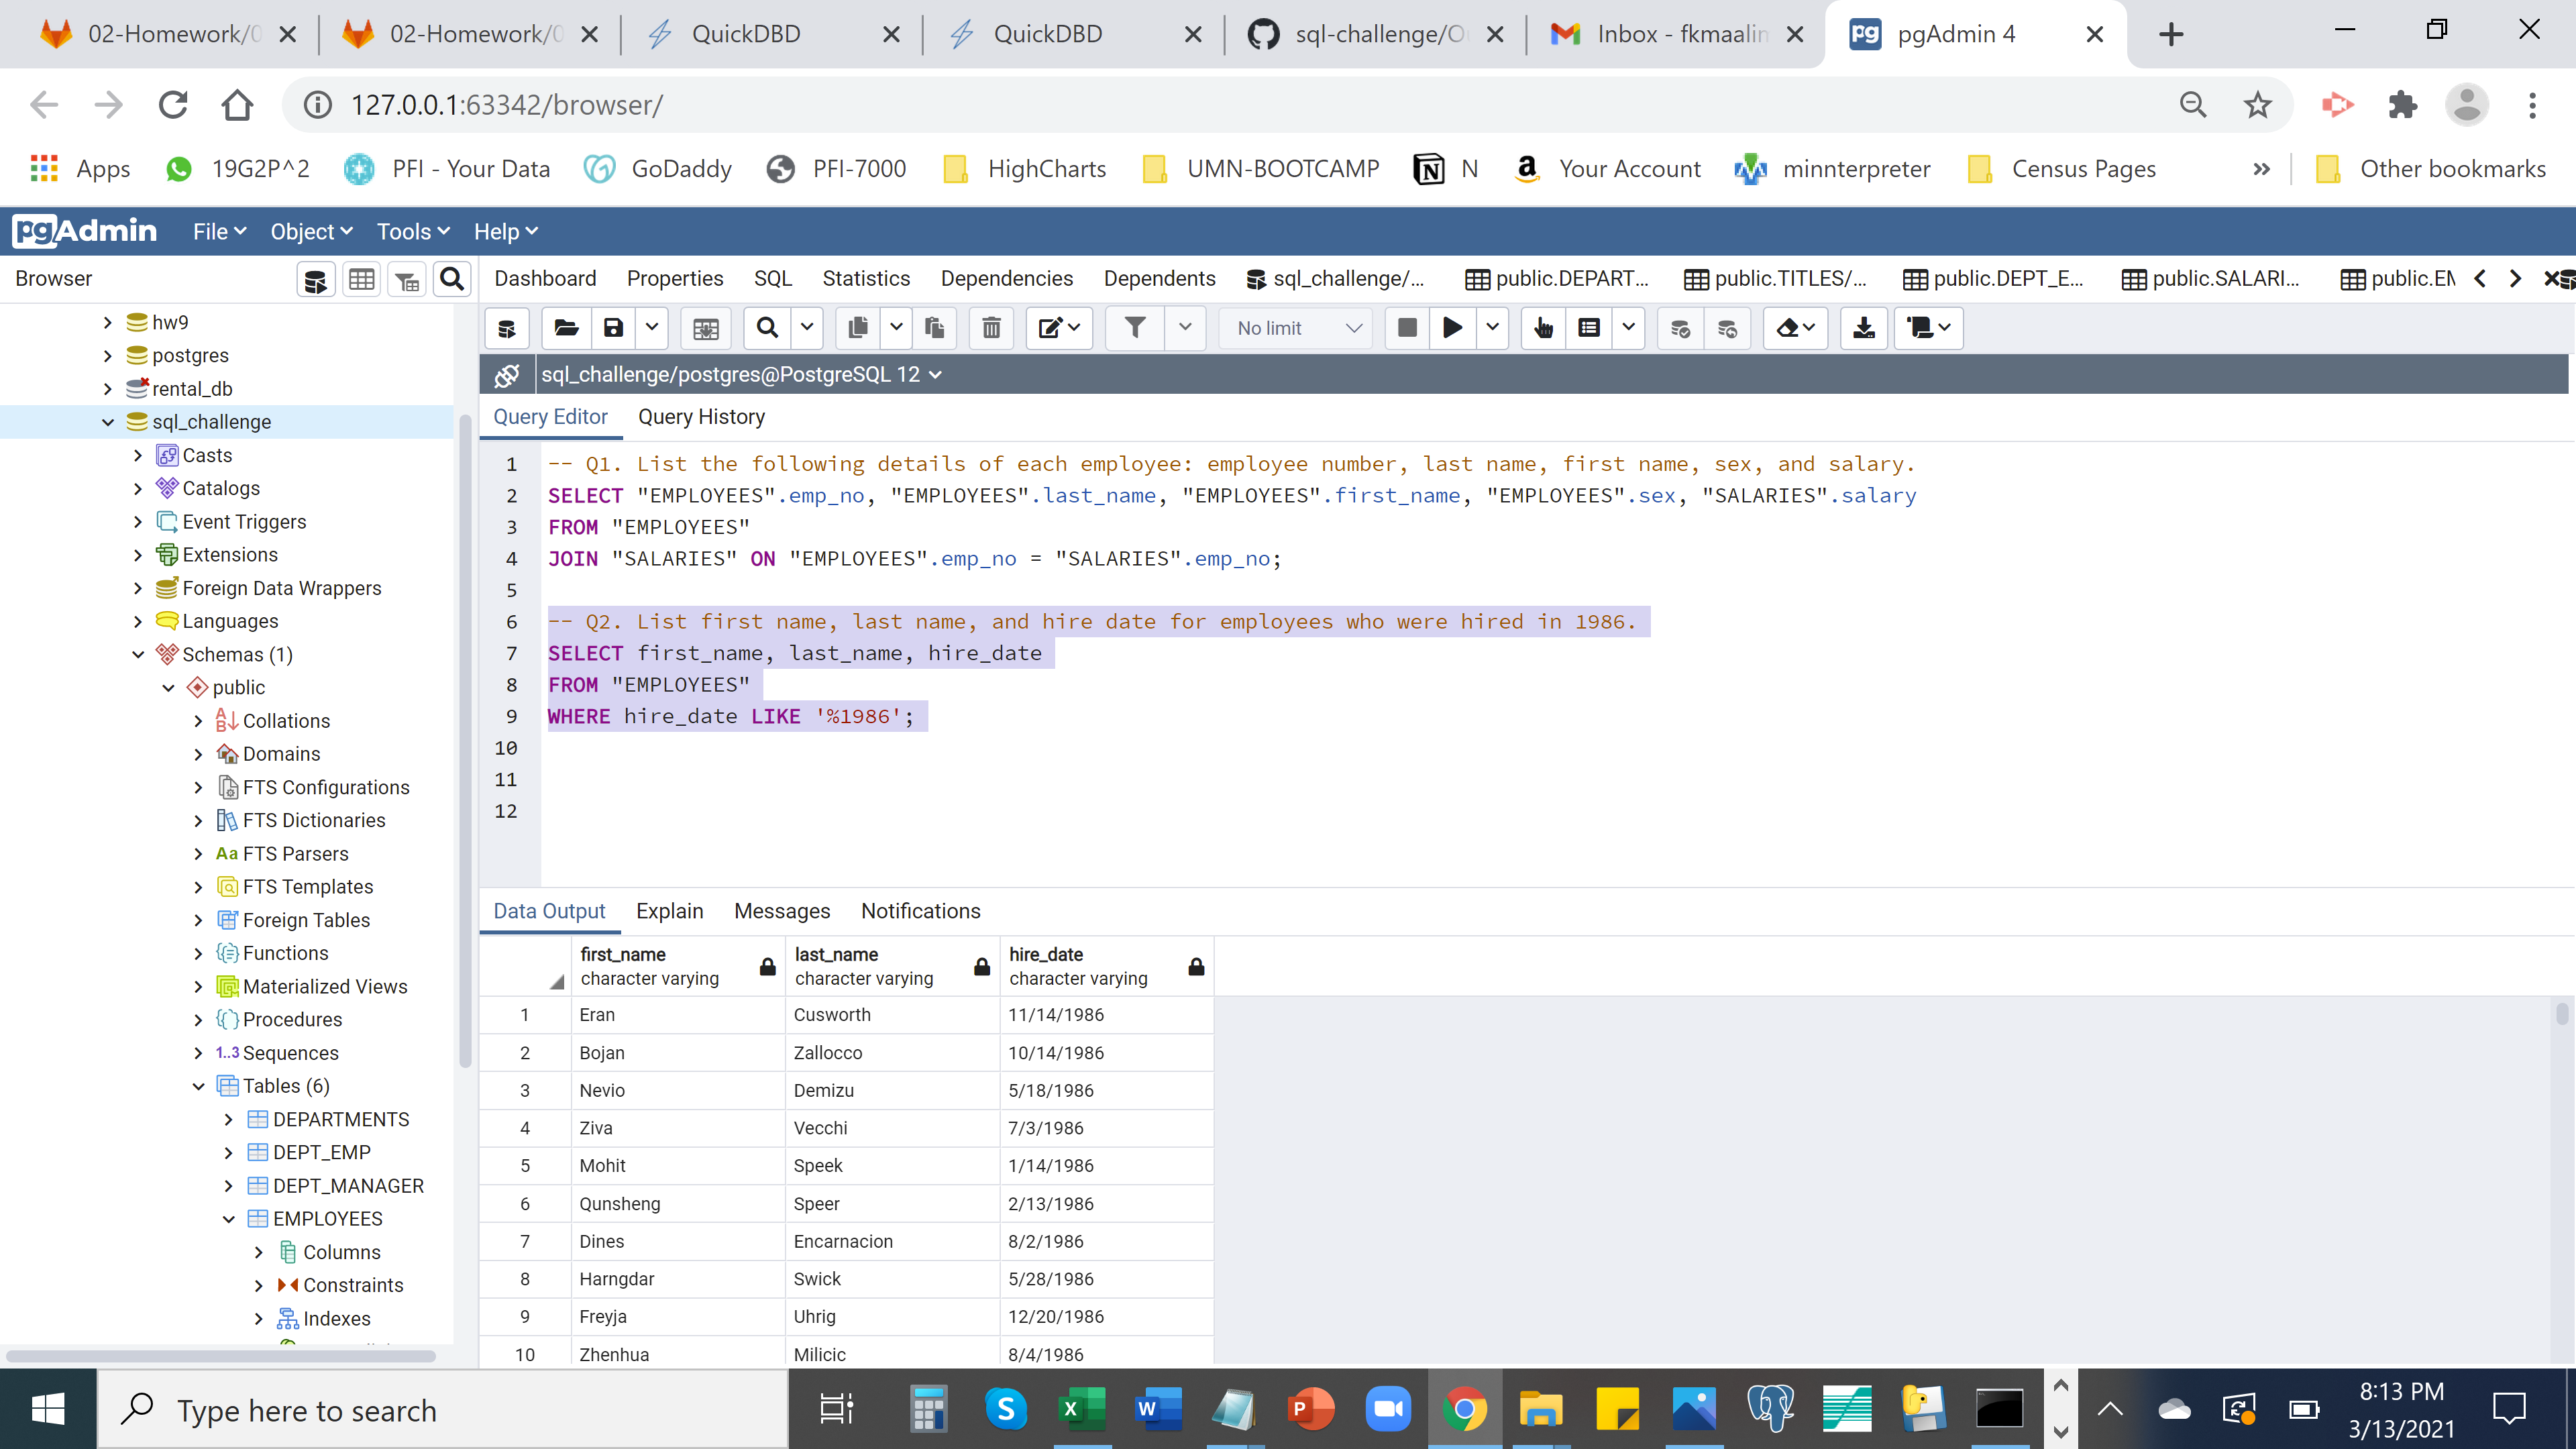 02-Homework/0
02-Homework/0
QuickDBD
QuickDBD
sql-challenge/O
Inbox - fkmaalin
pgAdmin 4
127.0.0.1:63342/browser/
Apps
19G2P^2
PFI - Your Data
GoDaddy
PFI-7000
HighCharts
UMN-BOOTCAMP
N
Your Account
minnterpreter
Census Pages
»
Other bookmarks
pgAdmin
File
Object
Tools
Help
Browser
Dashboard
Properties
SQL
Statistics
Dependencies
Dependents
sql_challenge/...
public.DEPART...
public.TITLES/...
public.DEPT_E...
public.SALARI...
public.EM
No limit
sql_challenge/postgres@PostgreSQL 12
Query Editor
Query History
hw9
postgres
rental_db
sql_challenge
Casts
Catalogs
Event Triggers
Extensions
Foreign Data Wrappers
Languages
Schemas (1)
public
Collations
Domains
FTS Configurations
FTS Dictionaries
Aa FTS Parsers
FTS Templates
Foreign Tables
Functions
Materialized Views
Procedures
1..3 Sequences
Tables (6)
DEPARTMENTS
DEPT_EMP
DEPT_MANAGER
EMPLOYEES
Columns
Constraints
Indexes
1 -- Q1. List the following details of each employee: employee number, last name, first name, sex, and salary.
2 SELECT "EMPLOYEES".emp_no, "EMPLOYEES".last_name, "EMPLOYEES".first_name, "EMPLOYEES".sex, "SALARIES".salary
3 FROM "EMPLOYEES"
4 JOIN "SALARIES" ON "EMPLOYEES".emp_no = "SALARIES".emp_no;
5
6 -- Q2. List first name, last name, and hire date for employees who were hired in 1986.
7 SELECT first_name, last_name, hire_date
8 FROM "EMPLOYEES"
9 WHERE hire_date LIKE '%1986';
10
11
12
Data Output
Explain
Messages
Notifications
first_name last_name hire_date
character varying character varying character varying
1 Eran Cusworth 11/14/1986
2 Bojan Zallocco 10/14/1986
3 Nevio Demizu 5/18/1986
4 Ziva Vecchi 7/3/1986
5 Mohit Speek 1/14/1986
6 Qunsheng Speer 2/13/1986
7 Dines Encarnacion 8/2/1986
8 Harngdar Swick 5/28/1986
9 Freyja Uhrig 12/20/1986
10 Zhenhua Milicic 8/4/1986
Type here to search
8:13 PM
3/13/2021